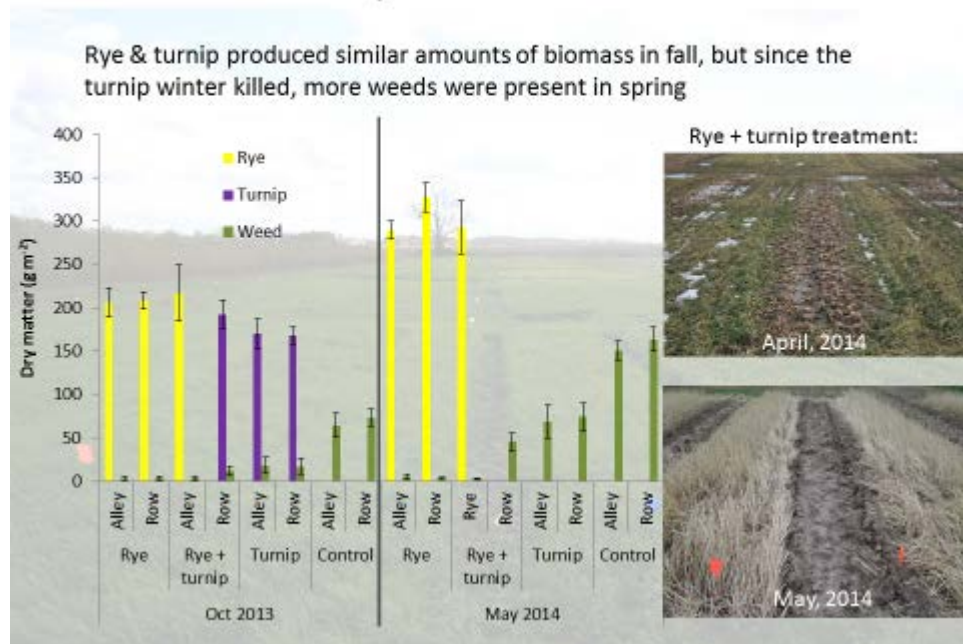 Rye & turnip produced similar amounts of biomass in fall, but since the
turnip winter killed, more weeds were present in spring
Dry matter (g m⁻²)
400
350
300
250
200
150
100
50
0
Rye
Turnip
Weed
Alley Row Alley Row Alley Row Alley Row Alley Row Rye Row Alley Row Alley Row
Rye Rye + turnip Turnip Control Rye Rye + turnip Turnip Control
Oct 2013 May 2014
Rye + turnip treatment:
April, 2014
May, 2014